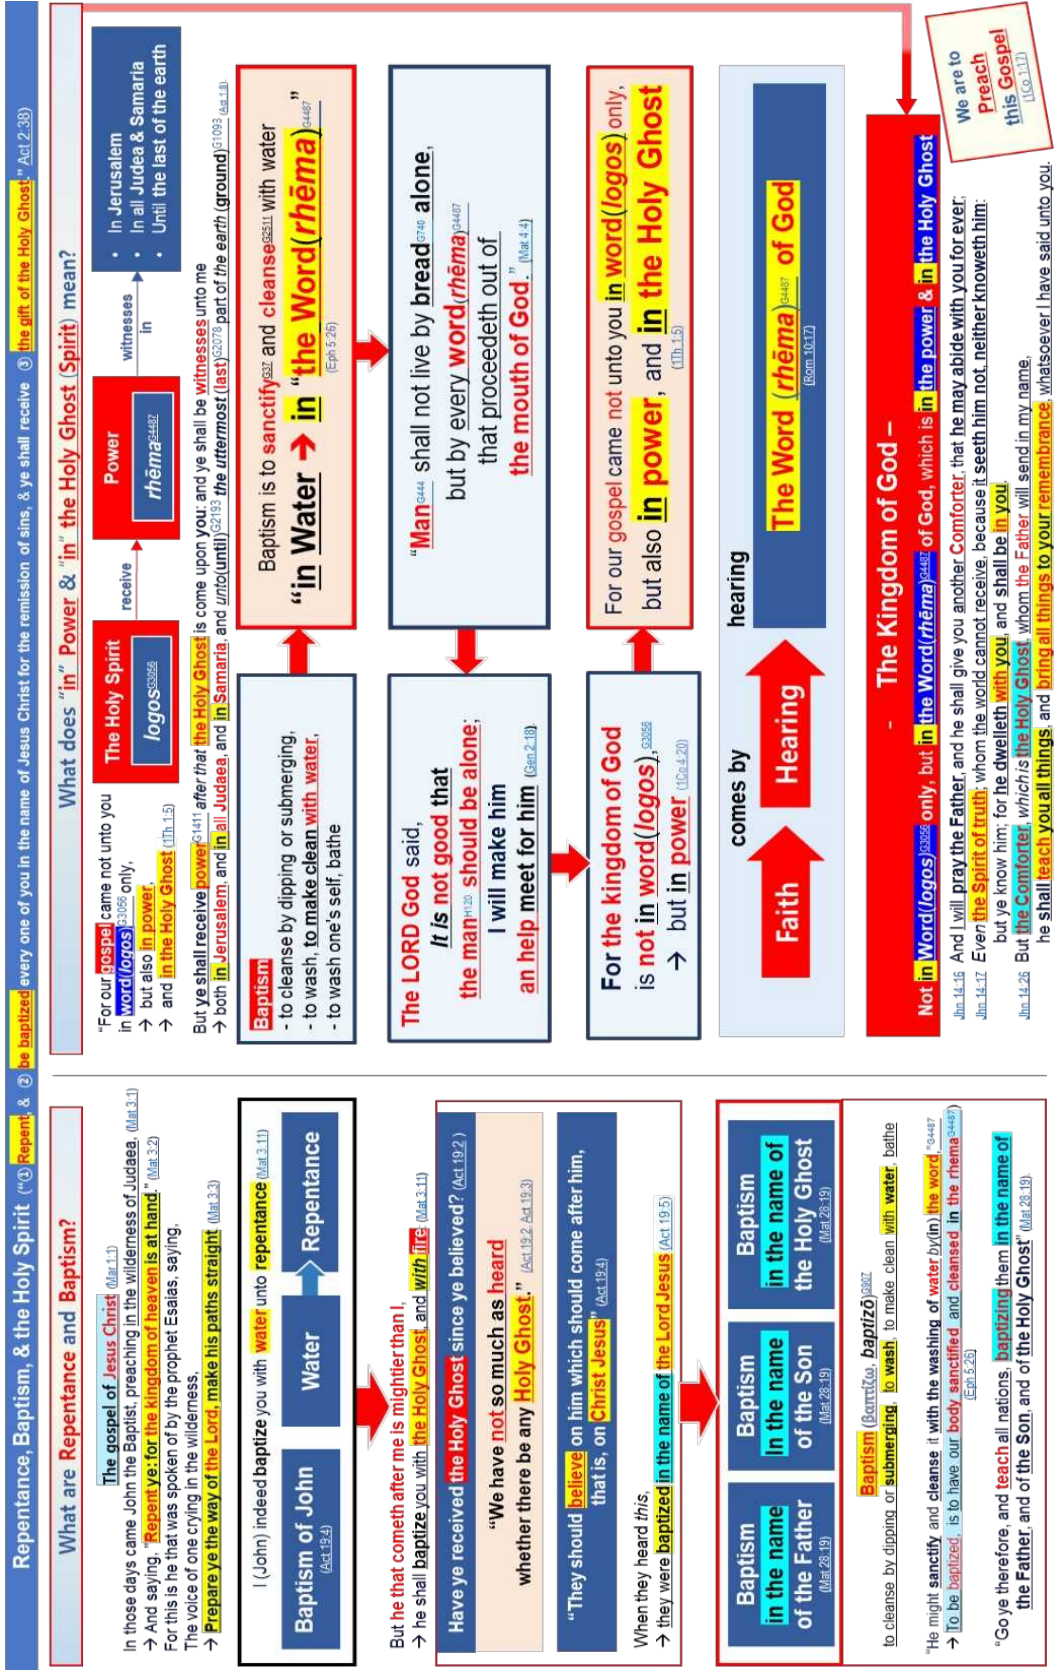 Repentance, Baptism, & the Holy Spirit ("① Repent, & ② be baptized every one of you in the name of Jesus Christ for the remission of sins, & ye shall receive ③ the gift of the Holy Ghost." Act 2:38)
What are Repentance and Baptism?
The gospel of Jesus Christ (Mar 1:1)
In those days came John the Baptist, preaching in the wilderness of Judaea, (Mat 3:1)
→ And saying, "Repent ye: for the kingdom of heaven is at hand." (Mat 3:2)
For this is he that was spoken of by the prophet Esaias, saying,
The voice of one crying in the wilderness,
→ Prepare ye the way of the Lord, make his paths straight (Mat 3:3)
I (John) indeed baptize you with water unto repentance (Mat 3:11)
Baptism of John
(Act 19:4)
Water
Repentance
But he that cometh after me is mightier than I,
→ he shall baptize you with the Holy Ghost, and with fire: (Mat 3:11)
Have ye received the Holy Ghost since ye believed? (Act 19:2)
"We have not so much as heard (Act 19:2 Act 19:3)
whether there be any Holy Ghost."
"They should believe on him which should come after him,
that is, on Christ Jesus" (Act 19:4)
When they heard this,
→ they were baptized in the name of the Lord Jesus (Act 19:5)
Baptism
in the name
of the Father
(Mat 28:19)
Baptism
In the name
of the Son
(Mat 28:19)
Baptism
in the name of
the Holy Ghost
(Mat 28:19)
Baptism (βαπτίζω, baptizō)G907
to cleanse by dipping or submerging, to wash, to make clean with water, bathe
"He might sanctify and cleanse it with the washing of water by(in) the word,"G4487
→ To be baptized, is to have our body sanctified and cleansed in the rhemaG4487
(Eph 5:26)
"Go ye therefore, and teach all nations, baptizing them in the name of
the Father, and of the Son, and of the Holy Ghost" (Mat 28:19)
What does "in" Power & "in" the Holy Ghost (Spirit) mean?
"For our gospel came not unto you
in word(logos)G3056 only,
→ but also in power,
→ and in the Holy Ghost (1Th 1:5)
The Holy Spirit
logosG3056
receive
Power
rhēmaG4487
witnesses
in
• In Jerusalem
• In all Judea & Samaria
• Until the last of the earth
But ye shall receive powerG1411 after that the Holy Ghost is come upon you: and ye shall be witnesses unto me
→ both in Jerusalem, and in all Judaea, and in Samaria, and unto(until)G2193 the uttermost (last)G2078 part of the earth (ground)G1093 (Act 1:8)
Baptism
- to cleanse by dipping or submerging,
- to wash, to make clean with water,
- to wash one's self, bathe
Baptism is to sanctifyG37 and cleanseG2511 with water
"in Water → in "the Word(rhēma)G4487"
(Eph 5:26)
The LORD God said,
It is not good that
the manH120 should be alone;
I will make him
an help meet for him (Gen 2:18)
"ManG444 shall not live by breadG740 alone,
but by every word(rhēma)G4487
that proceedeth out of
the mouth of God." (Mat 4:4)
For the kingdom of God
is not in word(logos),G3056
→ but in power (1Co 4:20)
For our gospel came not unto you in word(logos) only,
but also in power, and in the Holy Ghost
(1Th 1:5)
Faith
comes by
Hearing
hearing
The Word (rhēma)G4487 of God
(Rom 10:17)
- The Kingdom of God –
Not in Word(logos)G3056 only, but in the Word(rhēma)G4487 of God, which is in the power & in the Holy Ghost
We are to
Preach
this Gospel
(1Co 1:17)
Jhn 14:16 And I will pray the Father, and he shall give you another Comforter, that he may abide with you for ever;
Jhn 14:17 Even the Spirit of truth; whom the world cannot receive, because it seeth him not, neither knoweth him:
but ye know him; for he dwelleth with you, and shall be in you.
Jhn 14:26 But the Comforter, which is the Holy Ghost, whom the Father will send in my name,
he shall teach you all things, and bring all things to your remembrance, whatsoever I have said unto you.